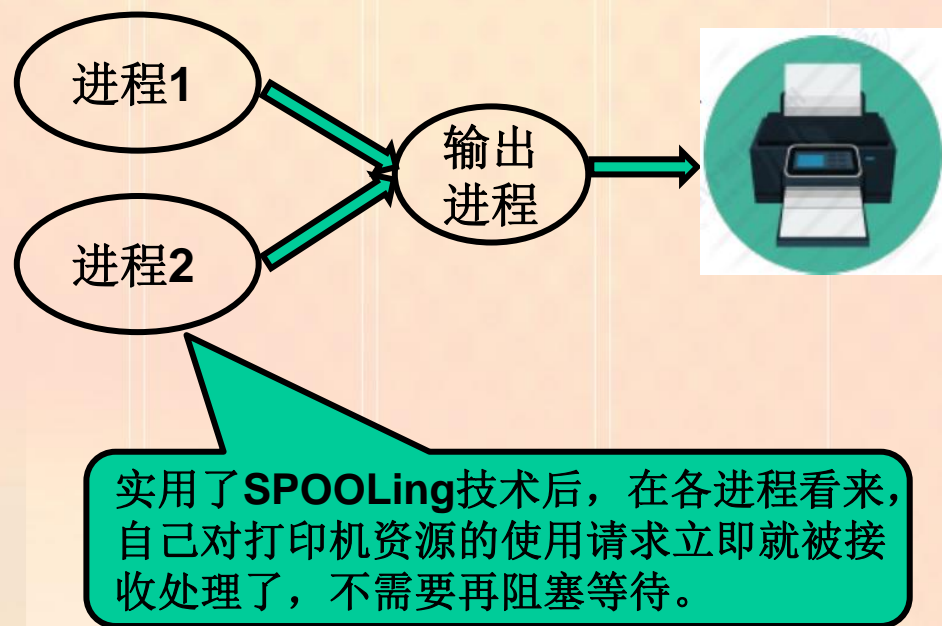 进程1
进程2
输出
进程
实用了SPOOLing技术后，在各进程看来，
自己对打印机资源的使用请求立即就被接
收处理了，不需要再阻塞等待。